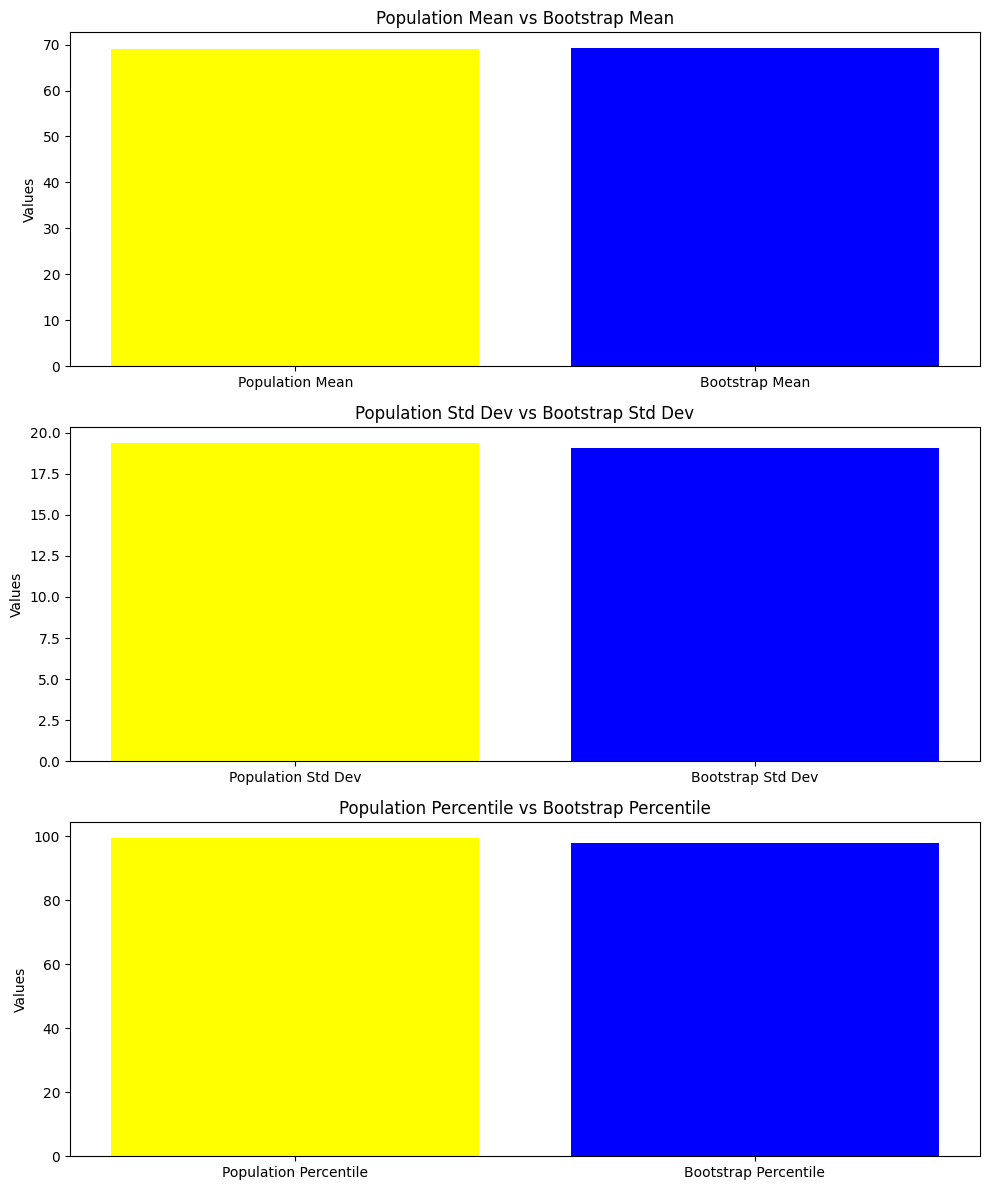 Population Mean vs Bootstrap Mean
70
60
50
40
30
20
10
0
Values
Population Mean Bootstrap Mean
Population Std Dev vs Bootstrap Std Dev
20.0
17.5
15.0
12.5
10.0
7.5
5.0
2.5
0.0
Values
Population Std Dev Bootstrap Std Dev
Population Percentile vs Bootstrap Percentile
100
80
60
40
20
0
Values
Population Percentile Bootstrap Percentile